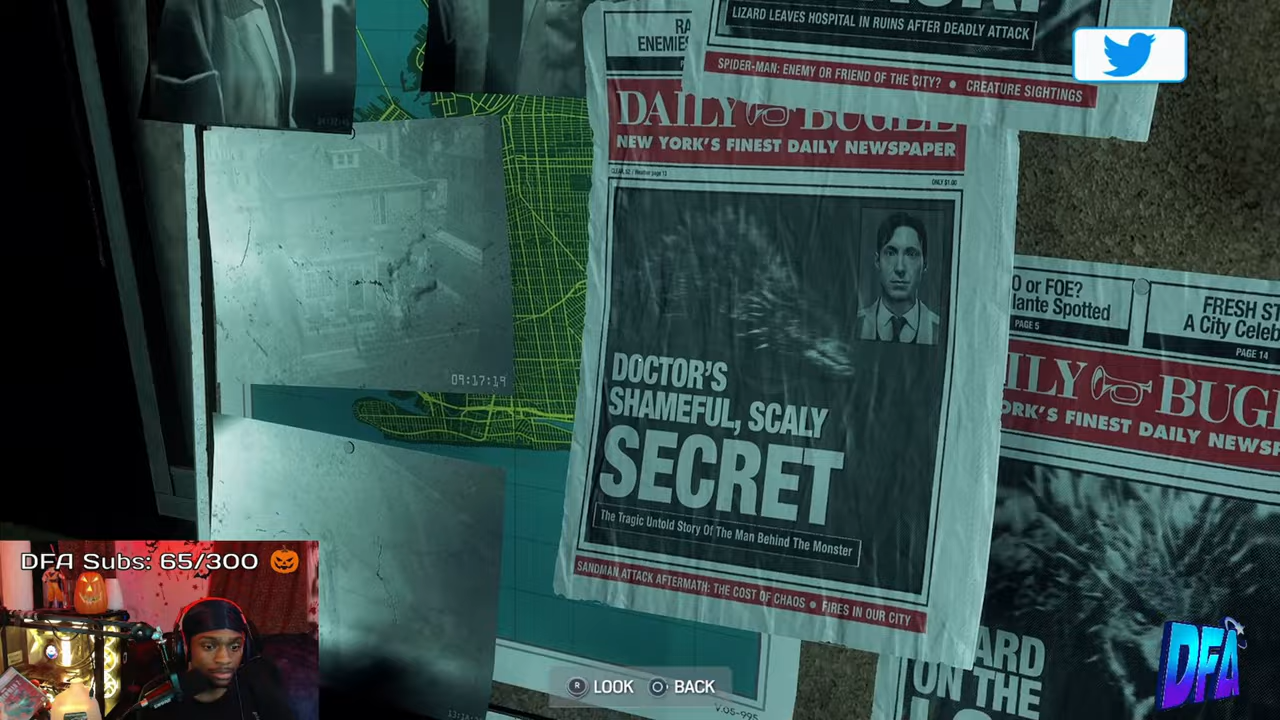 LIZARD LEAVES HOSPITAL IN RUINS AFTER DEADLY ATTACK
SPIDER-MAN: ENEMY OR FRIEND OF THE CITY? • CREATURE SIGHTINGS
RA
ENEMIES
DAILY BUGLE
NEW YORK'S FINEST DAILY NEWSPAPER
ONLY $1.00
DOCTOR'S
SHAMEFUL, SCALY
SECRET
The Tragic Untold Story Of The Man Behind The Monster
SANDMAN ATTACK AFTERMATH: THE COST OF CHAOS • FIRES IN OUR CITY
09:17:19
O or FOE?
lante Spotted
PAGE 5
FRESH ST
A City Celeb
PAGE 14
ILY BUGL
ORK'S FINEST DAILY NEWSP
ARD
ON THE
DFA Subs: 65/300
R LOOK
BACK
V.05-995
DFA